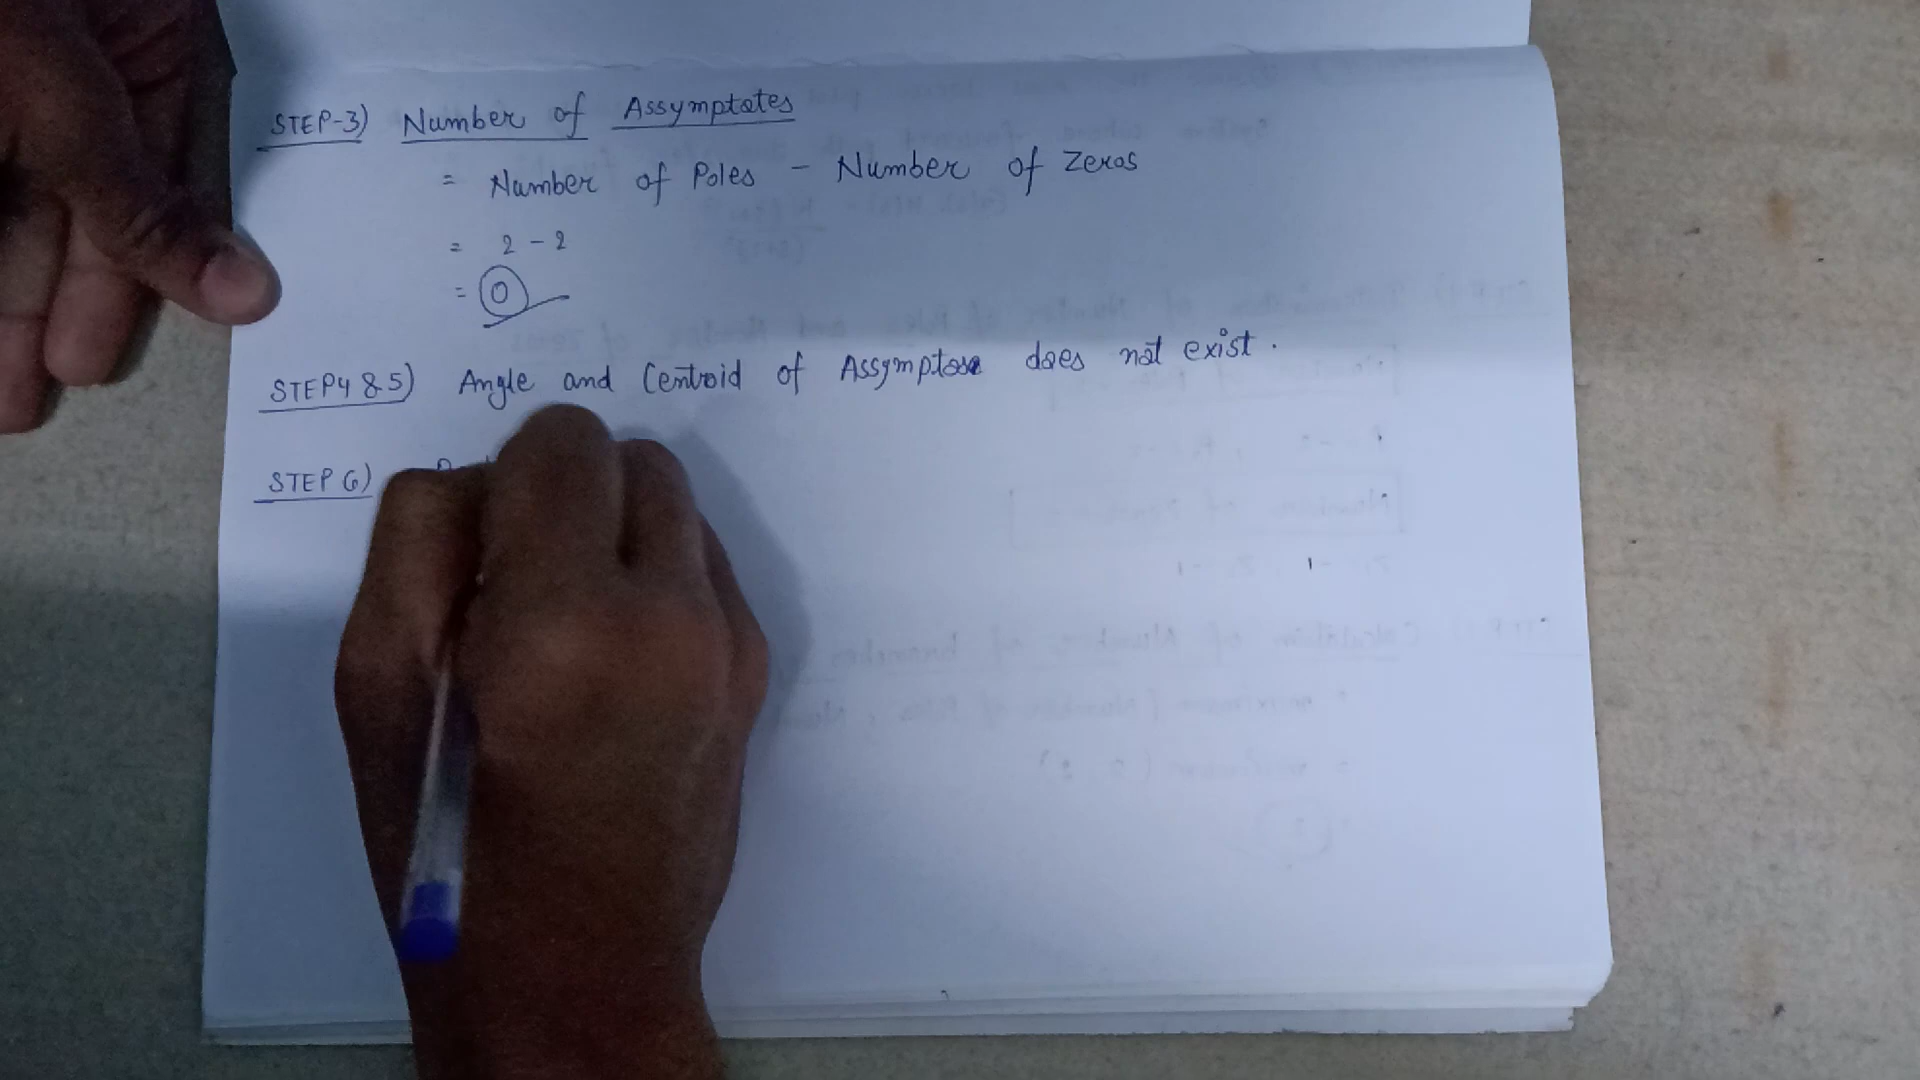 STEP-3) Number of Assymptotes
= Number of Poles - Number of Zeros
= 2 - 2
= 0
STEP4 & 5) Angle and Centroid of Assymptose does not exist.
STEP 6)